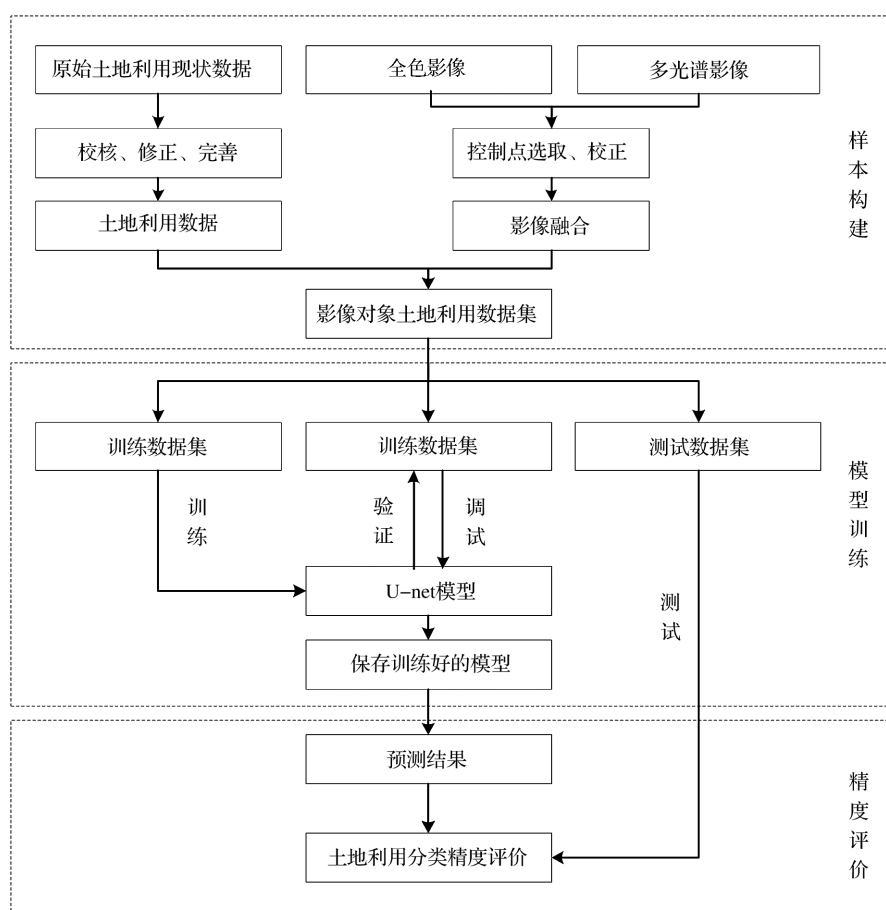 原始土地利用现状数据
全色影像
多光谱影像
校核、修正、完善
控制点选取、校正
土地利用数据
影像融合
影像对象土地利用数据集
样本构建
训练数据集
训练数据集
测试数据集
训练
验证
调试
U-net模型
测试
保存训练好的模型
模型训练
预测结果
土地利用分类精度评价
精度评价